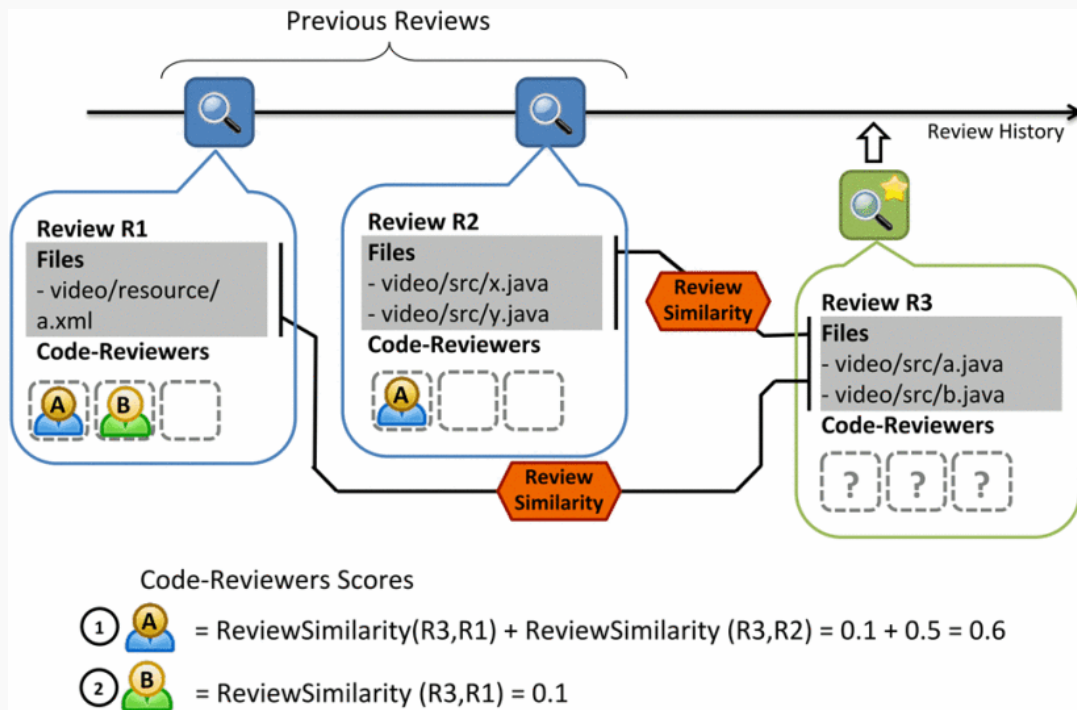 Previous Reviews
Review History
Review R1
Files
- video/resource/
a.xml
Code-Reviewers
A
B
Review R2
Files
- video/src/x.java
- video/src/y.java
Code-Reviewers
A
Review
Similarity
Review R3
Files
- video/src/a.java
- video/src/b.java
Code-Reviewers
? ? ?
Review
Similarity
Code-Reviewers Scores
1 A = ReviewSimilarity(R3,R1) + ReviewSimilarity (R3,R2) = 0.1 + 0.5 = 0.6
2 B = ReviewSimilarity (R3,R1) = 0.1